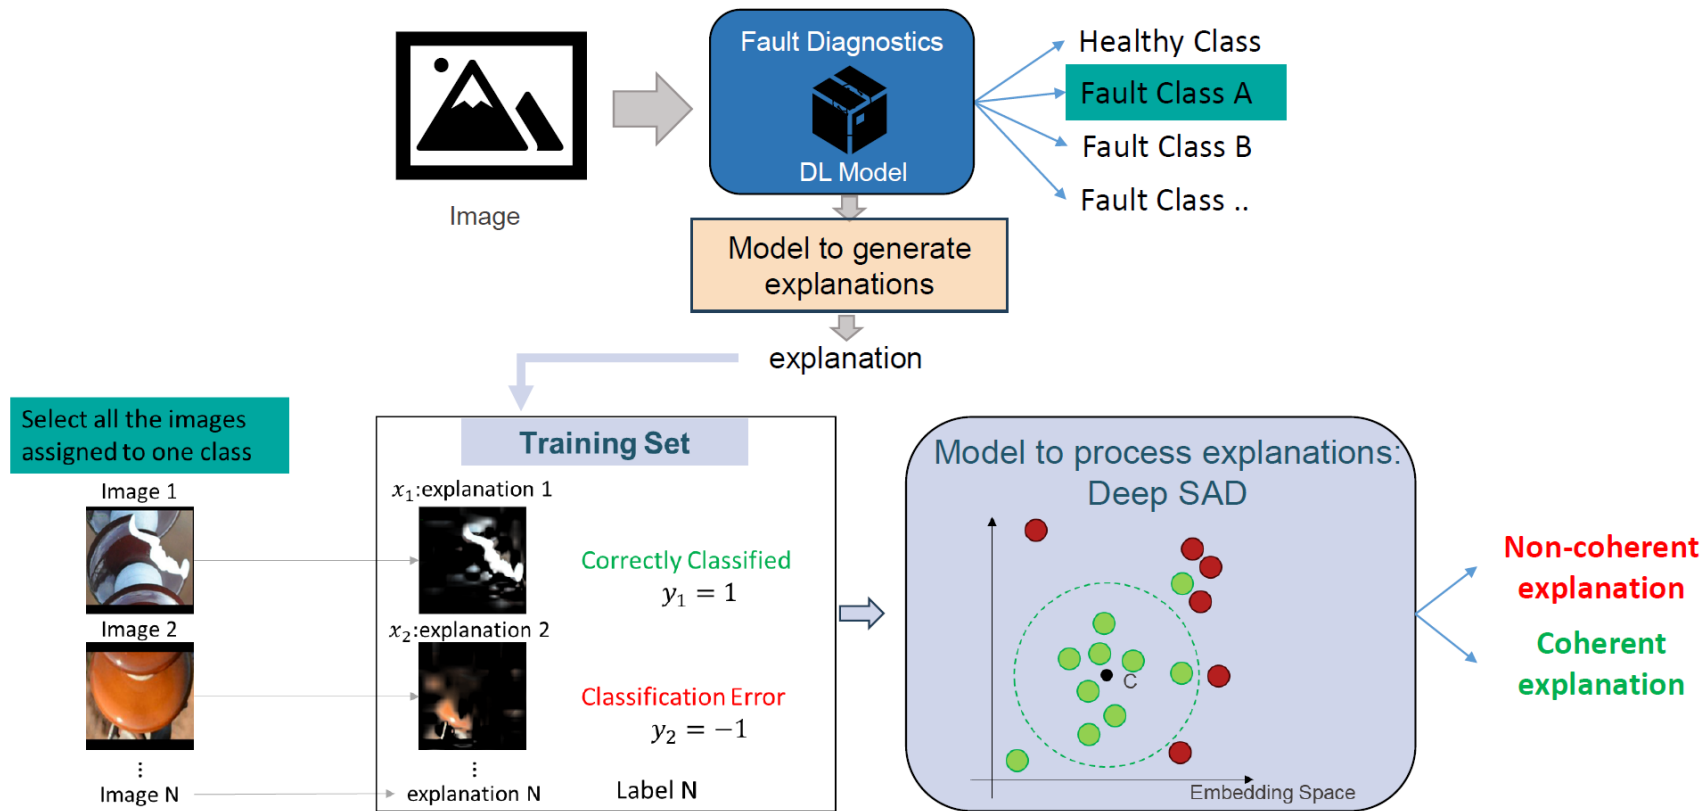 Fault Diagnostics
DL Model
Image
Healthy Class
Fault Class A
Fault Class B
Fault Class ..
Model to generate
explanations
explanation
Select all the images
assigned to one class
Image 1
Image 2
⋮
Image N
Training Set
x₁:explanation 1
Correctly Classified
y₁ = 1
x₂:explanation 2
Classification Error
y₂ = −1
⋮
explanation N
Label N
Model to process explanations:
Deep SAD
C
Embedding Space
Non-coherent
explanation
Coherent
explanation